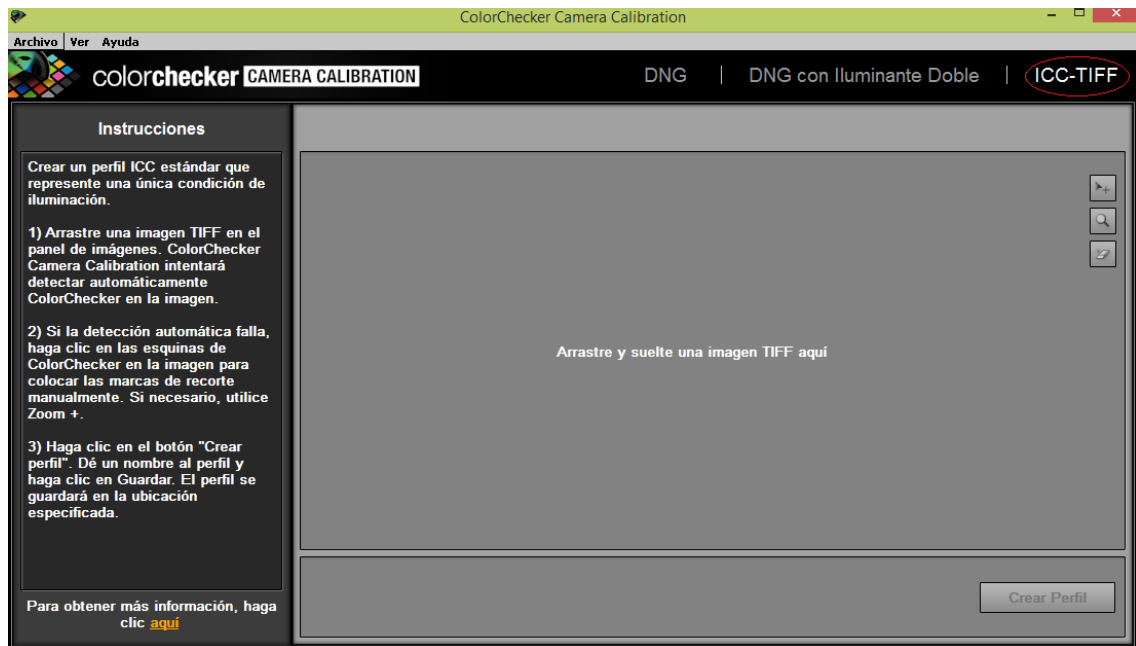 ColorChecker Camera Calibration
Archivo Ver Ayuda
colorchecker CAMERA CALIBRATION
DNG | DNG con Iluminante Doble | ICC-TIFF
Instrucciones
Crear un perfil ICC estándar que
represente una única condición de
iluminación.
1) Arrastre una imagen TIFF en el
panel de imágenes. ColorChecker
Camera Calibration intentará
detectar automáticamente
ColorChecker en la imagen.
2) Si la detección automática falla,
haga clic en las esquinas de
ColorChecker en la imagen para
colocar las marcas de recorte
manualmente. Si necesario, utilice
Zoom +.
3) Haga clic en el botón "Crear
perfil". Dé un nombre al perfil y
haga clic en Guardar. El perfil se
guardará en la ubicación
especificada.
Para obtener más información, haga
clic aquí
Arrastre y suelte una imagen TIFF aquí
Crear Perfil